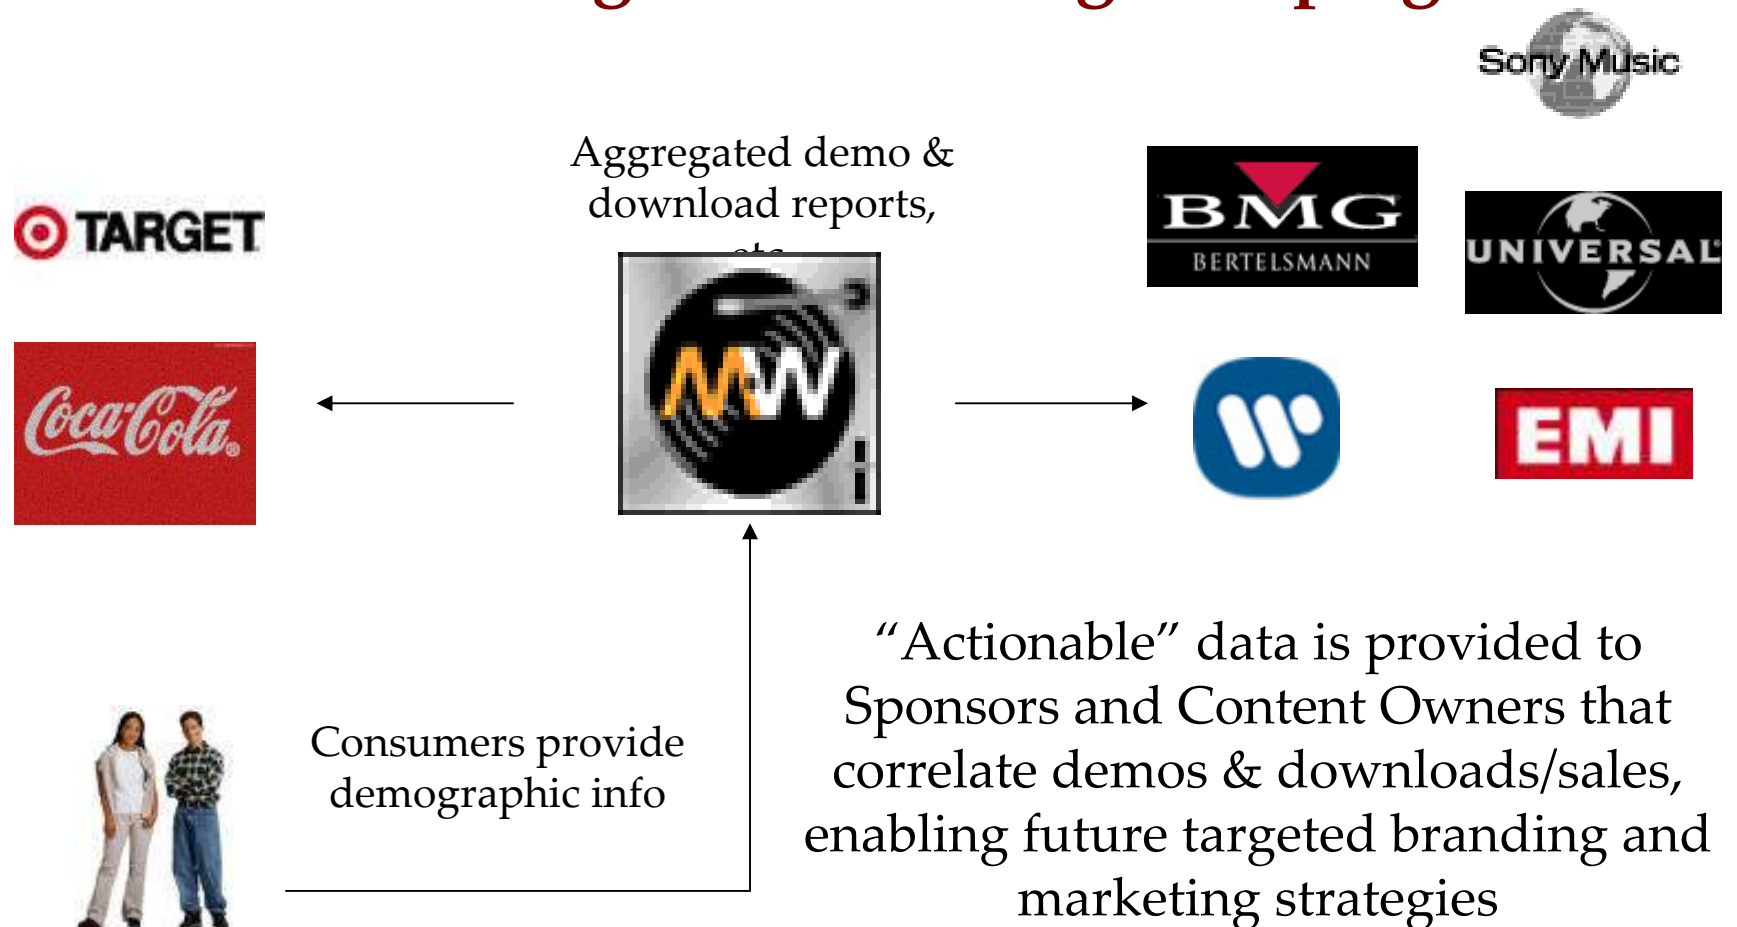 Sony Music
Aggregated demo &
download reports,
etc
TARGET
BMG
BERTELSMANN
UNIVERSAL
Coca-Cola®
MW
W
EMI
Consumers provide
demographic info
“Actionable” data is provided to
Sponsors and Content Owners that
correlate demos & downloads/sales,
enabling future targeted branding and
marketing strategies